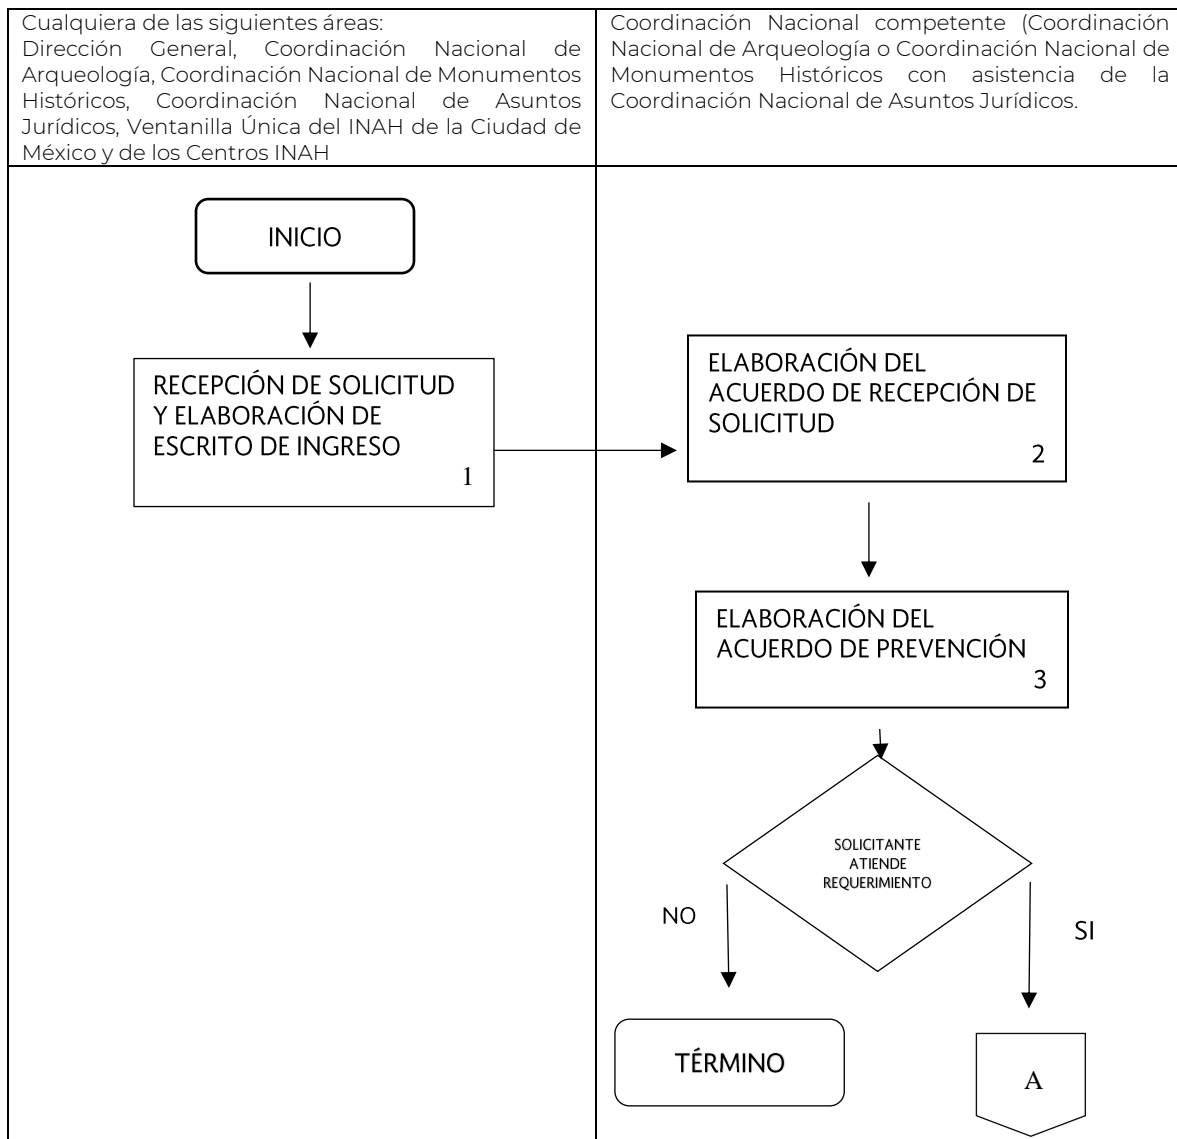 Cualquiera de las siguientes áreas:
Dirección General, Coordinación Nacional de
Arqueología, Coordinación Nacional de Monumentos
Históricos, Coordinación Nacional de Asuntos
Jurídicos, Ventanilla Única del INAH de la Ciudad de
México y de los Centros INAH
Coordinación Nacional competente (Coordinación
Nacional de Arqueología o Coordinación Nacional de
Monumentos Históricos con asistencia de la
Coordinación Nacional de Asuntos Jurídicos.
INICIO
RECEPCIÓN DE SOLICITUD
Y ELABORACIÓN DE
ESCRITO DE INGRESO
1
ELABORACIÓN DEL
ACUERDO DE RECEPCIÓN DE
SOLICITUD
2
ELABORACIÓN DEL
ACUERDO DE PREVENCIÓN
3
SOLICITANTE
ATIENDE
REQUERIMIENTO
NO
SI
TÉRMINO
A